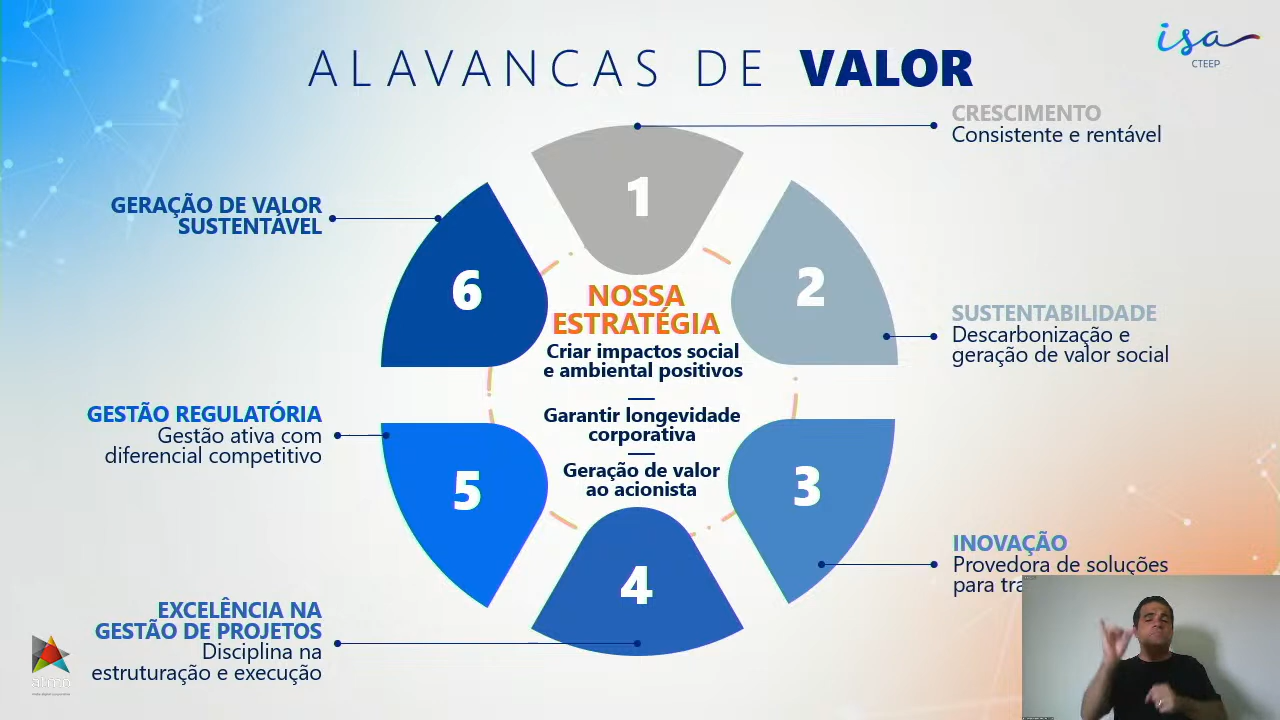 ALAVANCAS DE VALOR
isa
CTEEP
CRESCIMENTO
Consistente e rentável
1
2
SUSTENTABILIDADE
Descarbonização e
geração de valor social
3
INOVAÇÃO
Provedora de soluções
para
4
EXCELÊNCIA NA
GESTÃO DE PROJETOS
Disciplina na
estruturação e execução
5
GESTÃO REGULATÓRIA
Gestão ativa com
diferencial competitivo
6
GERAÇÃO DE VALOR
SUSTENTÁVEL
NOSSA
ESTRATÉGIA
Criar impactos social
e ambiental positivos
Garantir longevidade
corporativa
Geração de valor
ao acionista
atmo